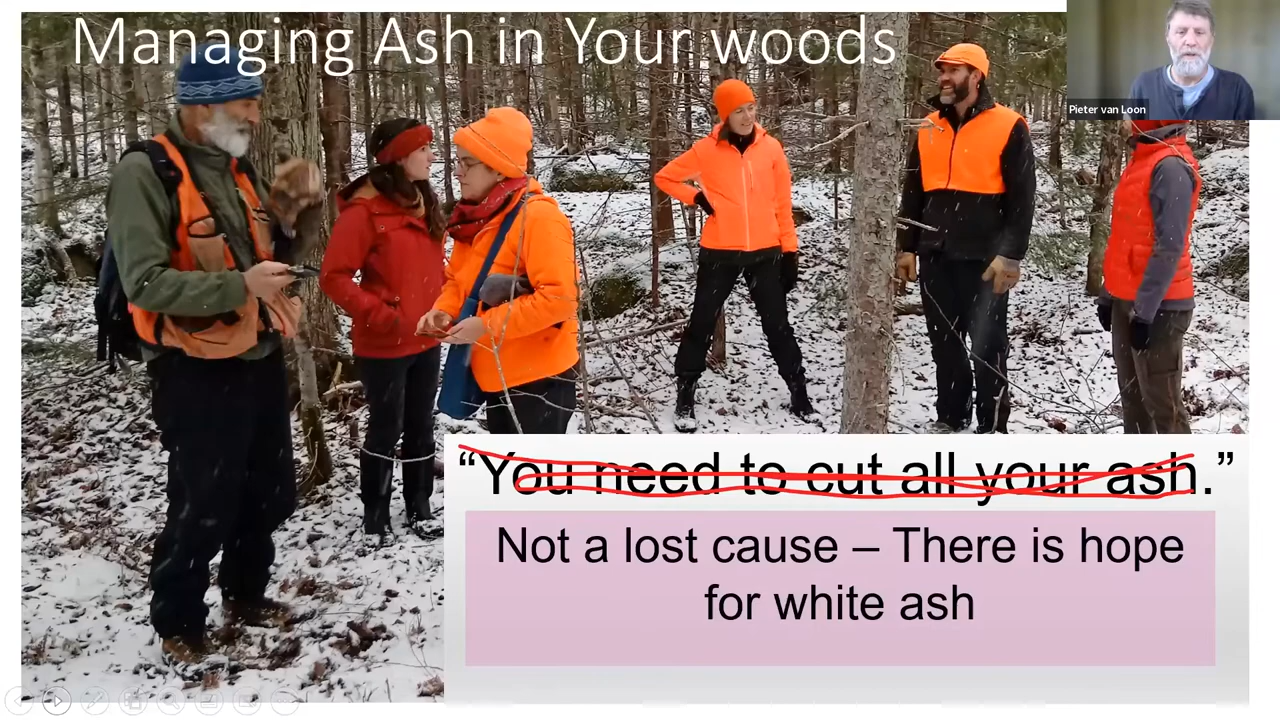 Managing Ash in Your woods
Pieter van Loon
“You need to cut all your ash.”
Not a lost cause – There is hope
for white ash